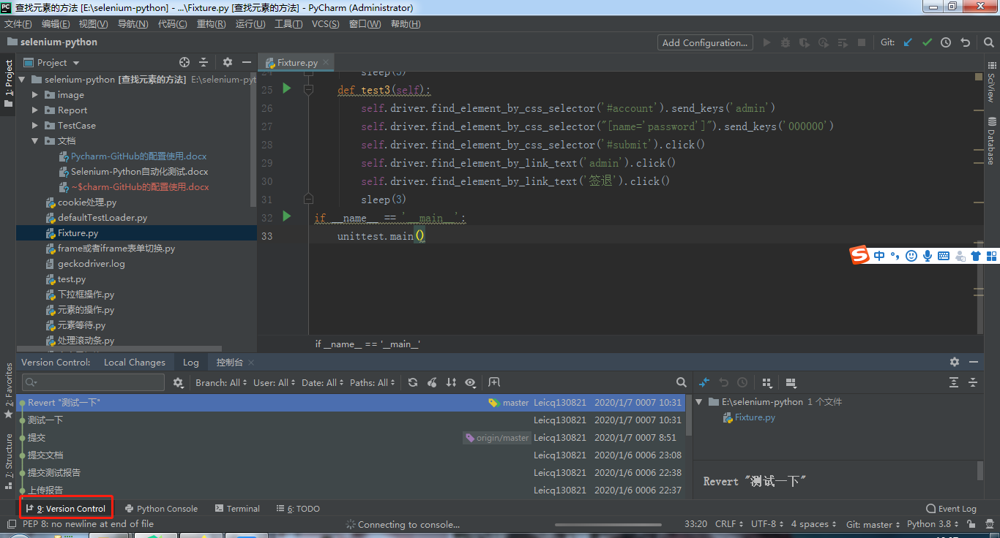 PC 查找元素的方法 [E:\selenium-python] - ...\Fixture.py [查找元素的方法] - PyCharm (Administrator)
文件(F) 编辑(E) 视图(V) 导航(N) 代码(C) 重构(R) 运行(U) 工具(T) VCS(S) 窗口(W) 帮助(H)
selenium-python Add Configuration... Git:
1: Project
Project
selenium-python [查找元素的方法] E:\selenium-pyt
image
Report
TestCase
文档
Pycharm-GitHub的配置使用.docx
Selenium-Python自动化测试.docx
~$charm-GitHub的配置使用.docx
cookie处理.py
defaultTestLoader.py
Fixture.py
frame或者iframe表单切换.py
geckodriver.log
test.py
下拉框操作.py
元素的操作.py
元素等待.py
处理滚动条.py
Fixture.py
24 sleep(3)
25 def test3(self):
26 self.driver.find_element_by_css_selector('#account').send_keys('admin')
27 self.driver.find_element_by_css_selector("[name='password']").send_keys('000000')
28 self.driver.find_element_by_css_selector('#submit').click()
29 self.driver.find_element_by_link_text('admin').click()
30 self.driver.find_element_by_link_text('签退').click()
31 sleep(3)
32 if __name__ == '__main__':
33 unittest.main()
if __name__ == '__main__'
SciView
Database
中
2: Favorites
7: Structure
Version Control: Local Changes Log 控制台
Branch: All User: All Date: All Paths: All
Revert "测试一下" master Leicq130821 2020/1/7 0007 10:31
测试一下 Leicq130821 2020/1/7 0007 10:31
提交 origin/master Leicq130821 2020/1/7 0007 8:51
提交文档 Leicq130821 2020/1/6 0006 23:08
提交测试报告 Leicq130821 2020/1/6 0006 22:38
上传报告 Leicq130821 2020/1/6 0006 22:37
E:\selenium-python 1 个文件
Fixture.py
Revert "测试一下"
9: Version Control Python Console Terminal 6: TODO Event Log
PEP 8: no newline at end of file Connecting to console... 33:20 CRLF UTF-8 4 spaces Git: master Python 3.8